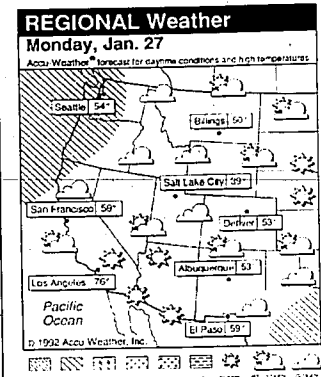 REGIONAL Weather
Monday, Jan. 27
Accu-Weather® forecast for daytime conditions and high temperatures
Seattle 54°
Billings 50°
Salt Lake City 39°
San Francisco 58°
Denver 53°
Albuquerque 53°
Los Angeles 76°
Pacific
Ocean
El Paso 59°
© 1992 Accu-Weather, Inc.